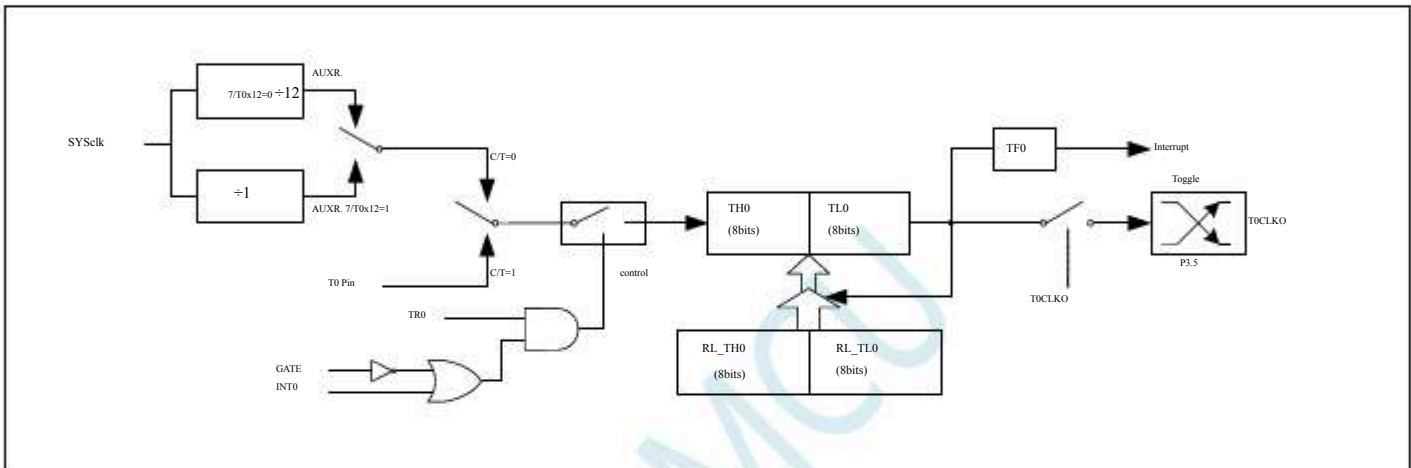 AUXR.
7/T0x12=0 ÷12
SYSclk
÷1
AUXR. 7/T0x12=1
C/T=0
C/T=1
T0 Pin
TR0
GATE
INT0
control
TH0
(8bits)
TL0
(8bits)
RL_TH0
(8bits)
RL_TL0
(8bits)
TF0
Interrupt
Toggle
T0CLKO
P3.5
T0CLKO
MCU